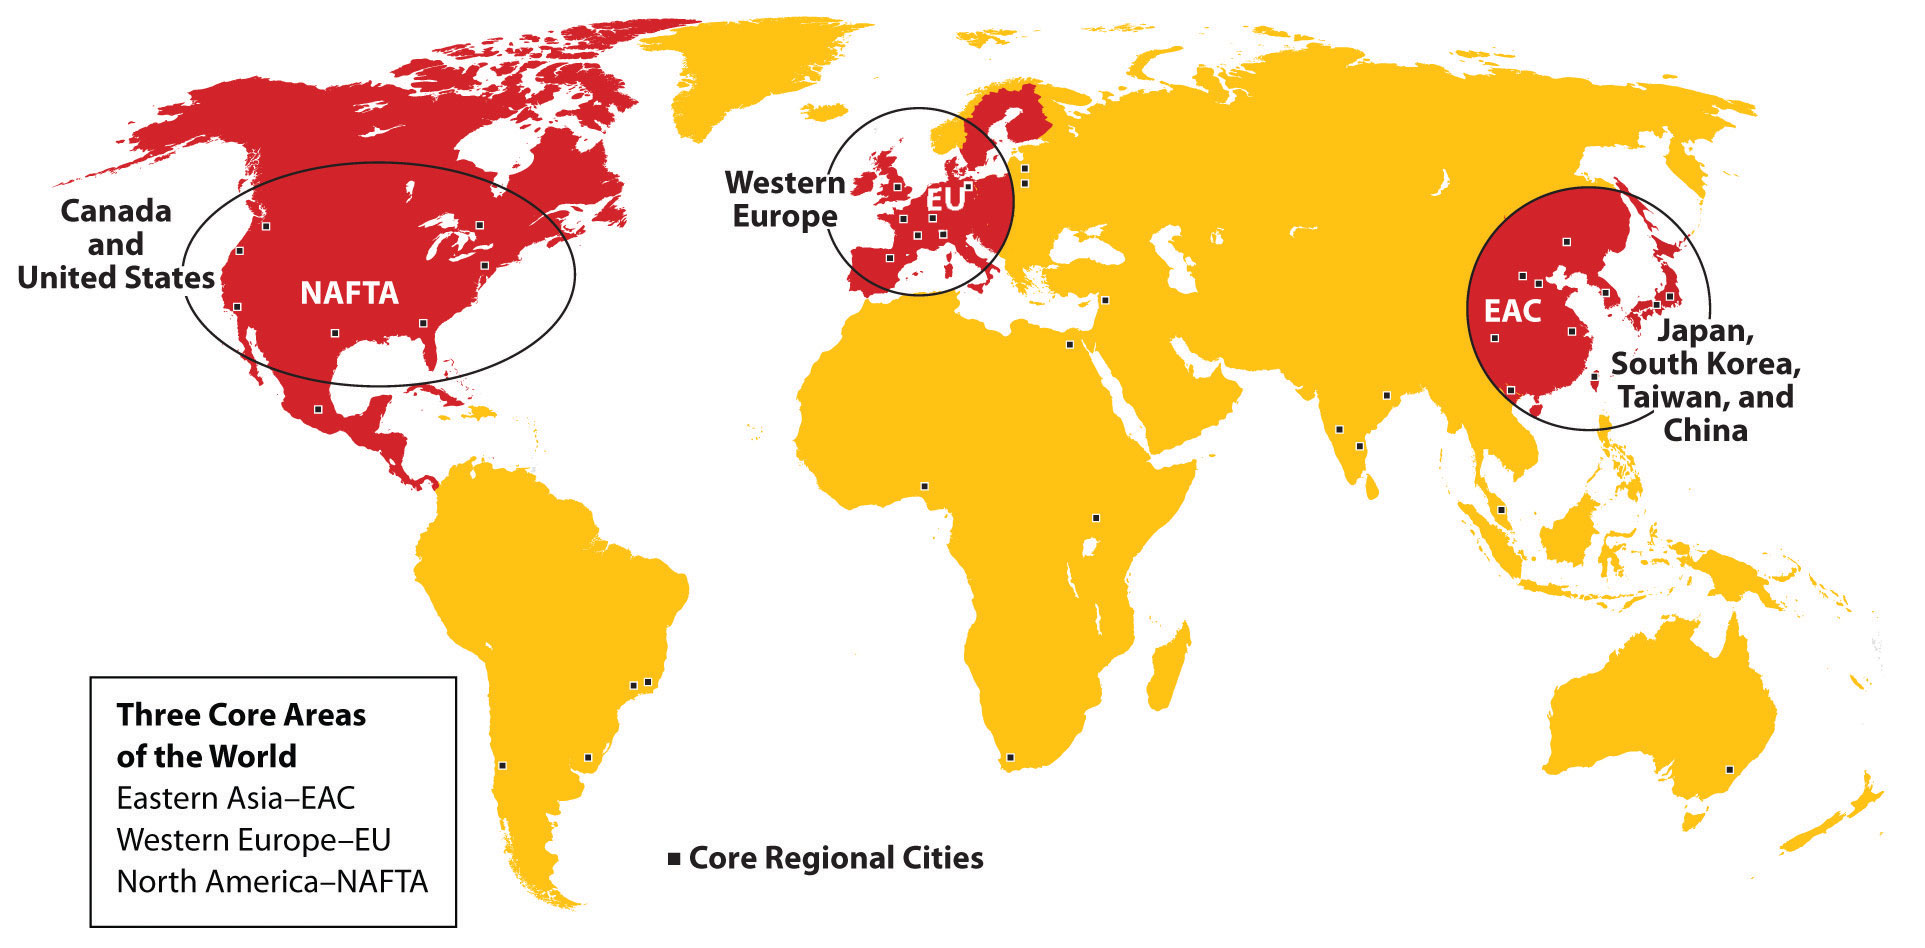 Canada
and
United States
NAFTA
Western
Europe
EU
EAC
Japan,
South Korea,
Taiwan, and
China
Three Core Areas
of the World
Eastern Asia–EAC
Western Europe–EU
North America–NAFTA
Core Regional Cities